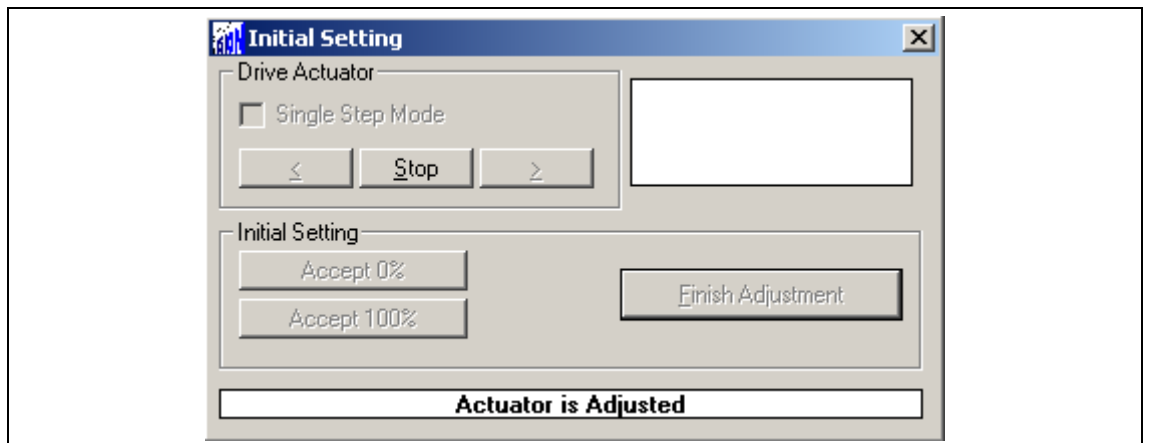 Initial Setting
Drive Actuator
Single Step Mode
< Stop >
Initial Setting
Accept 0%
Finish Adjustment
Accept 100%
Actuator is Adjusted